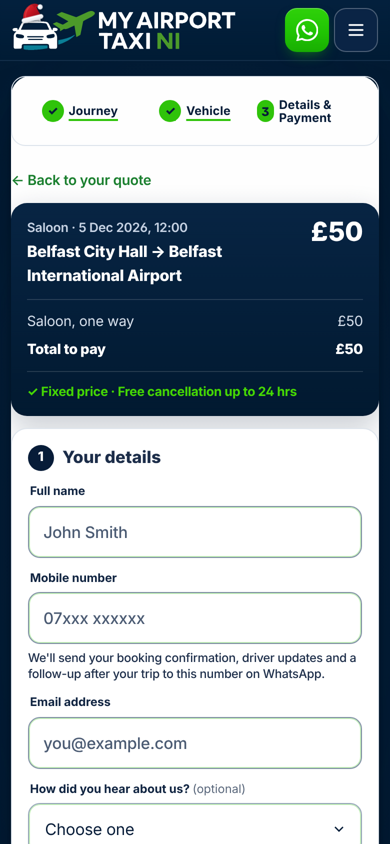 MY AIRPORT
TAXI NI
Journey
Vehicle
3
Details &
Payment
← Back to your quote
Saloon · 5 Dec 2026, 12:00
£50
Belfast City Hall → Belfast
International Airport
Saloon, one way
£50
Total to pay
£50
✓ Fixed price · Free cancellation up to 24 hrs
1
Your details
Full name
John Smith
Mobile number
07xxx xxxxxx
We'll send your booking confirmation, driver updates and a
follow-up after your trip to this number on WhatsApp.
Email address
you@example.com
How did you hear about us? (optional)
Choose one